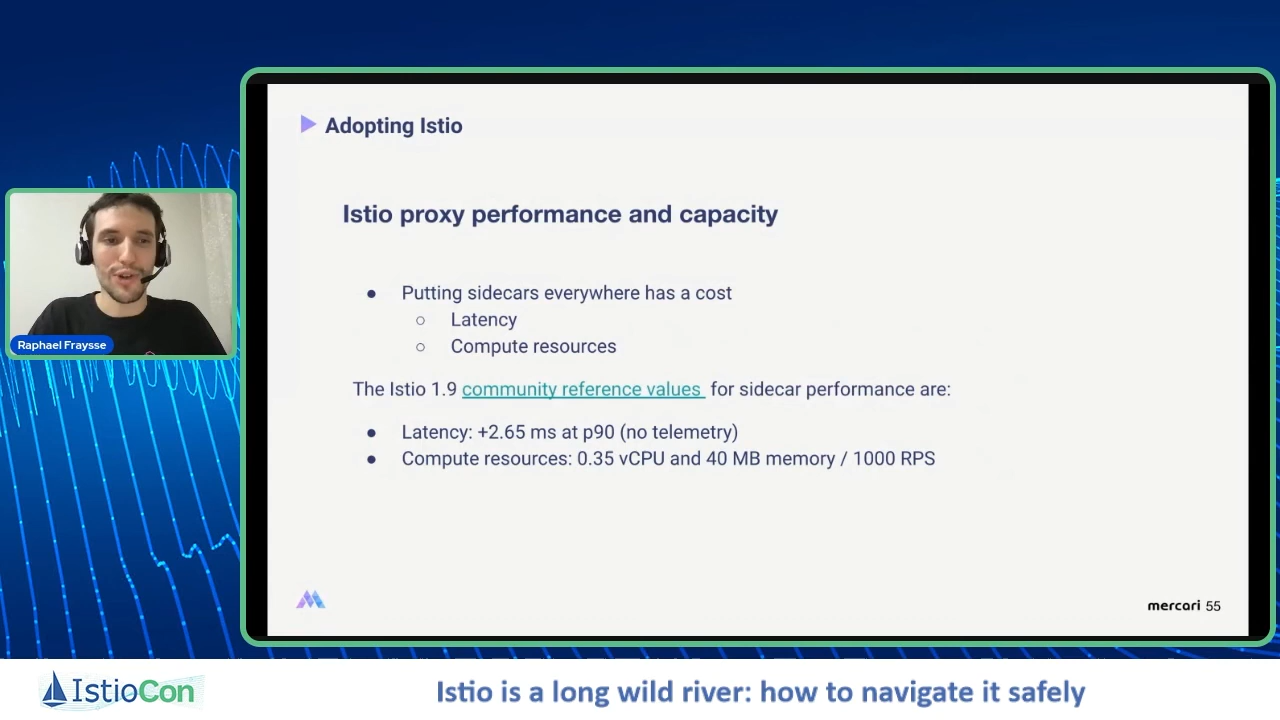 Adopting Istio
Istio proxy performance and capacity
● Putting sidecars everywhere has a cost
○ Latency
○ Compute resources
The Istio 1.9 community reference values for sidecar performance are:
● Latency: +2.65 ms at p90 (no telemetry)
● Compute resources: 0.35 vCPU and 40 MB memory / 1000 RPS
mercari 55
Raphael Fraysse
IstioCon
Istio is a long wild river: how to navigate it safely